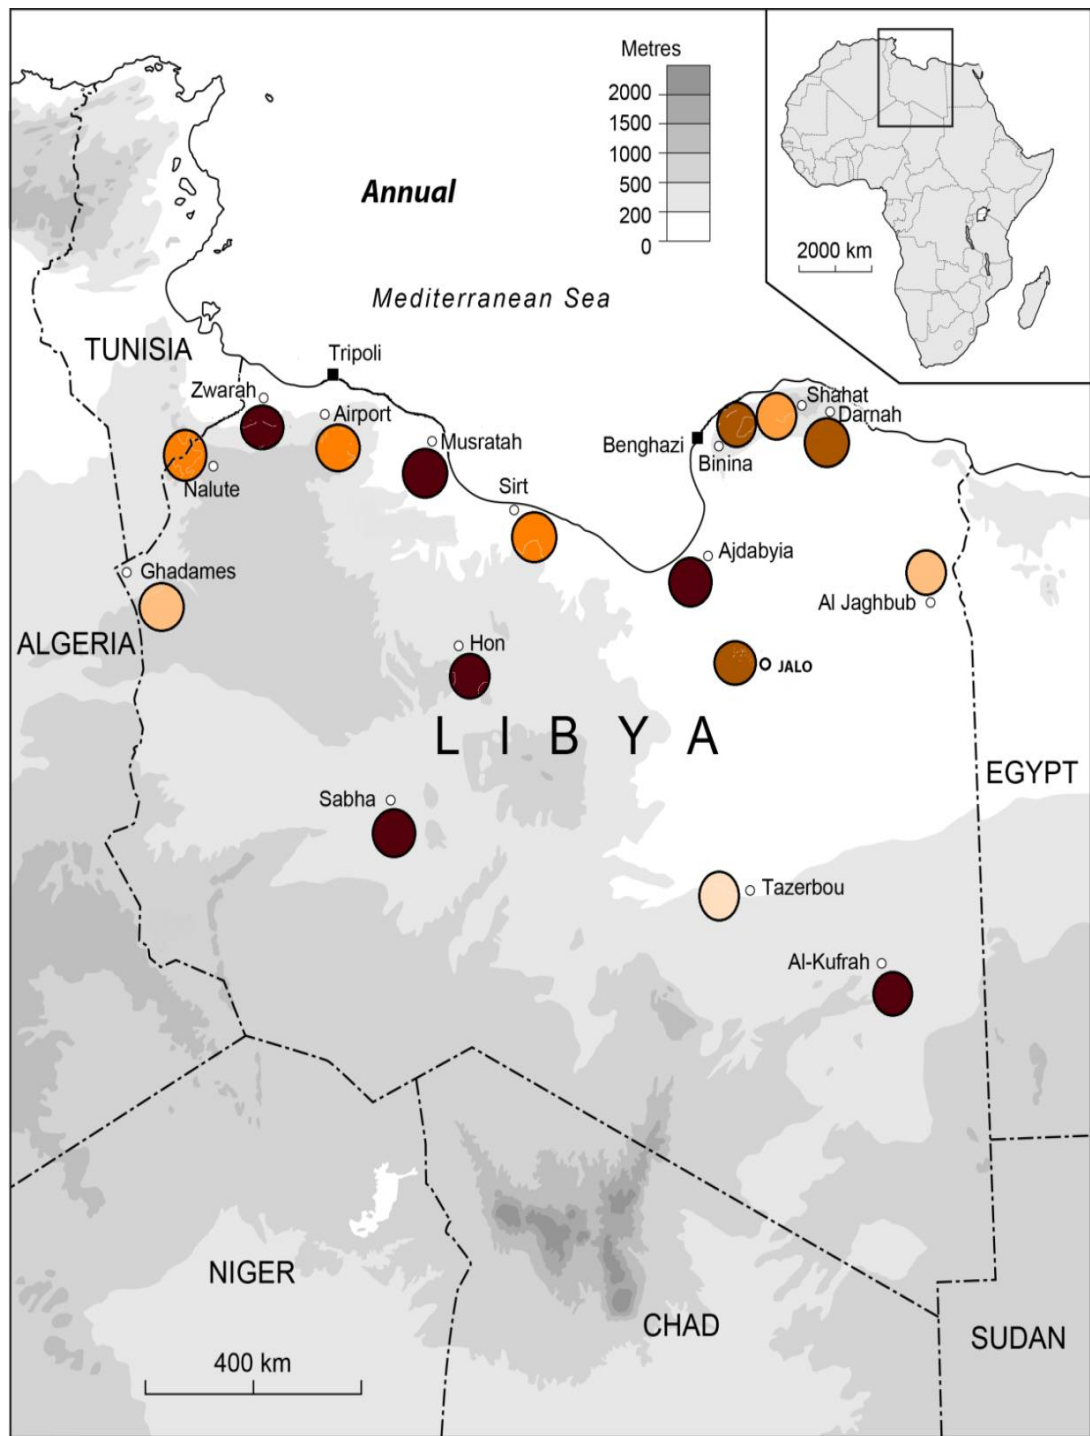 Metres
2000
1500
1000
500
200
0
2000 km
Annual
Mediterranean Sea
TUNISIA
Tripoli
Zwarah
Airport
Musratah
Nalute
Sirt
Shahat
Darnah
Benghazi
Binina
Ajdabyia
Al Jaghbub
Ghadames
ALGERIA
Hon
JALO
LIBYA
EGYPT
Sabha
Tazerbou
Al-Kufrah
NIGER
CHAD
SUDAN
400 km